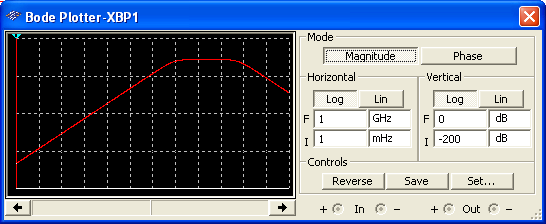 Bode Plotter-XBP1
Mode
Magnitude Phase
Horizontal Vertical
Log Lin Log Lin
F 1 GHz F 0 dB
I 1 mHz I -200 dB
Controls
Reverse Save Set...
+ In − + Out −